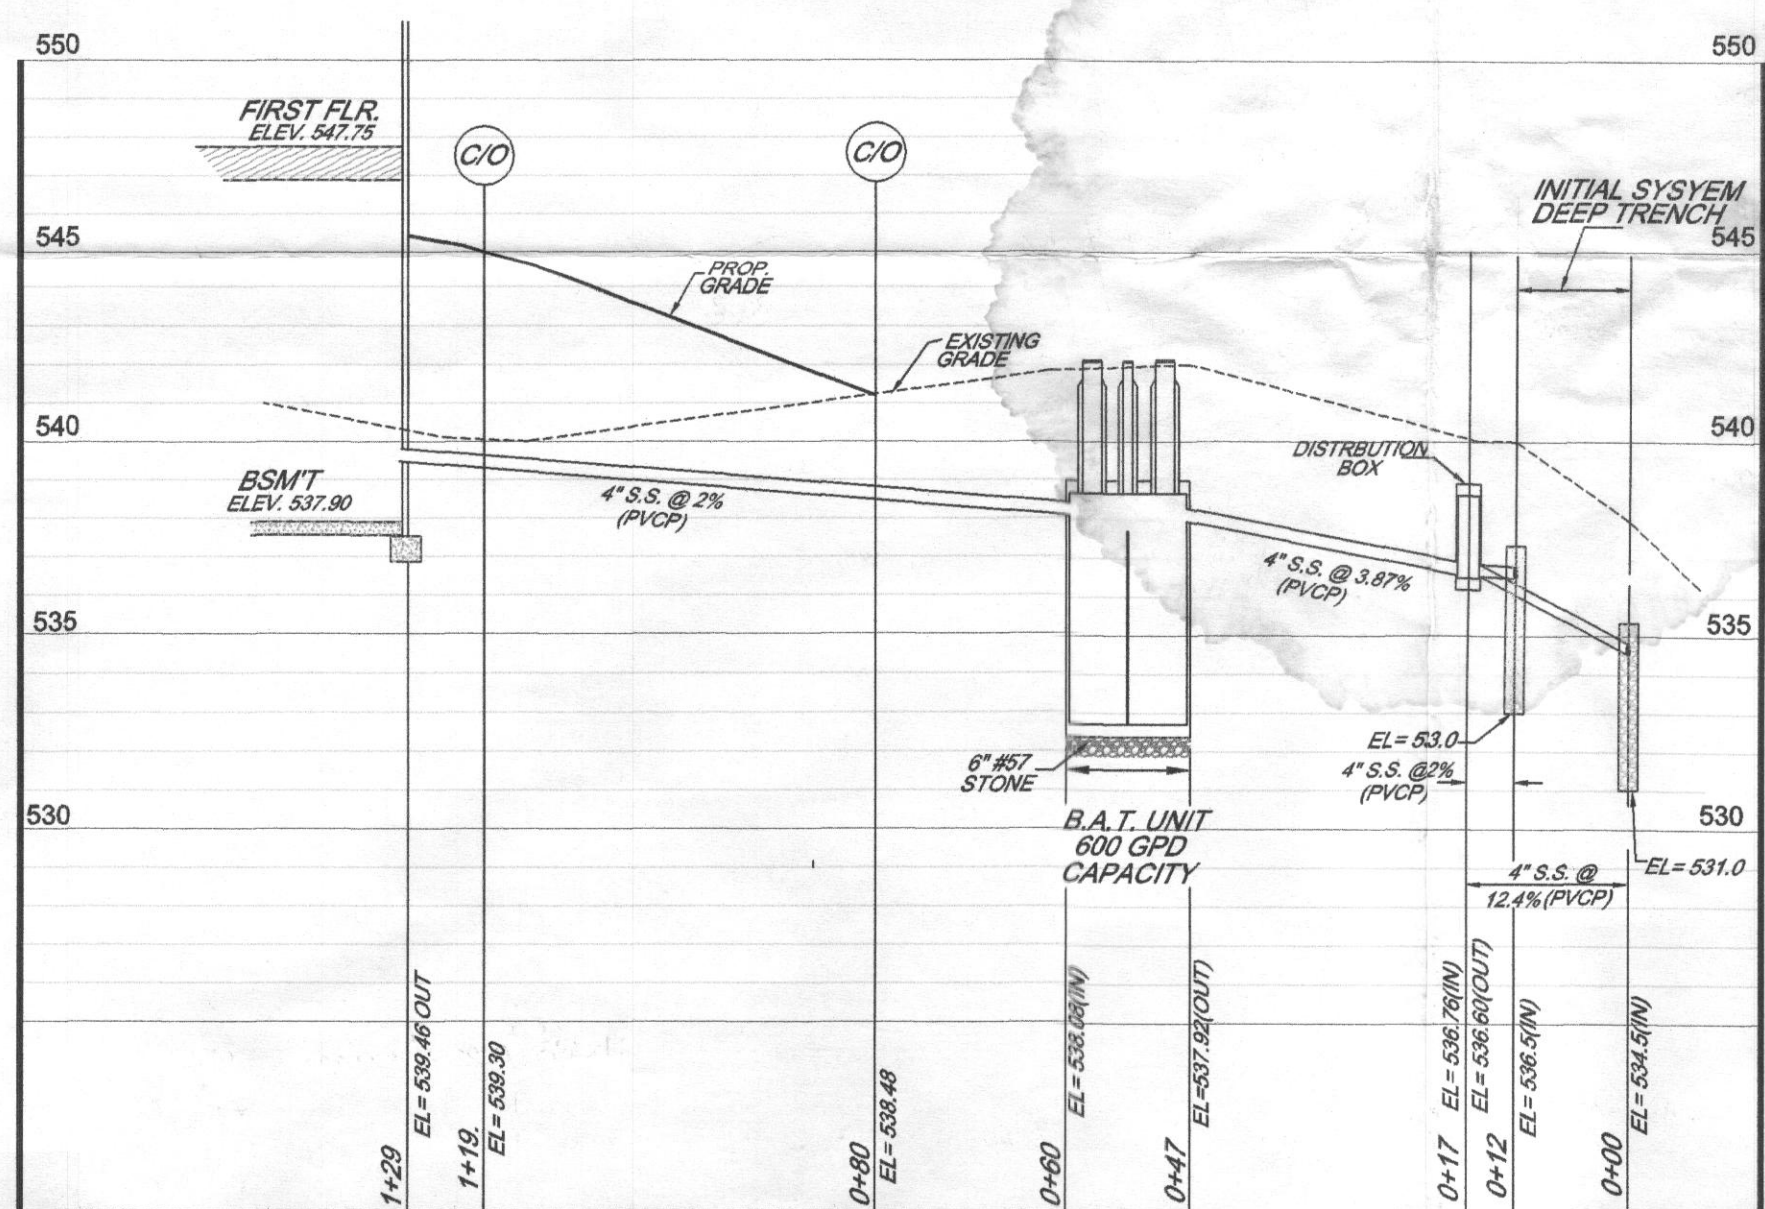 550
550
FIRST FLR.
ELEV. 547.75
C/O
C/O
INITIAL SYSYEM
DEEP TRENCH
545
545
PROP.
GRADE
EXISTING
GRADE
540
540
DISTRBUTION
BOX
BSM'T
ELEV. 537.90
4" S.S. @ 2%
(PVCP)
4" S.S. @ 3.87%
(PVCP)
535
535
EL= 53.0
6" #57
STONE
4" S.S. @2%
(PVCP)
530
530
B.A.T. UNIT
600 GPD
CAPACITY
EL= 531.0
4" S.S. @
12.4% (PVCP)
1+29
EL= 539.46 OUT
1+19.
EL= 539.30
0+80
EL= 538.48
0+60
EL= 538.08(IN)
0+47
EL=537.92(OUT)
0+17
EL= 536.76(IN)
EL= 536.60(OUT)
0+12
EL= 536.5(IN)
0+00
EL= 534.5(IN)